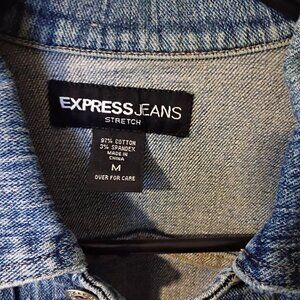 EXPRESS JEANS
STRETCH
97% COTTON
3% SPANDEX
MADE IN
CHINA
M
OVER FOR CARE